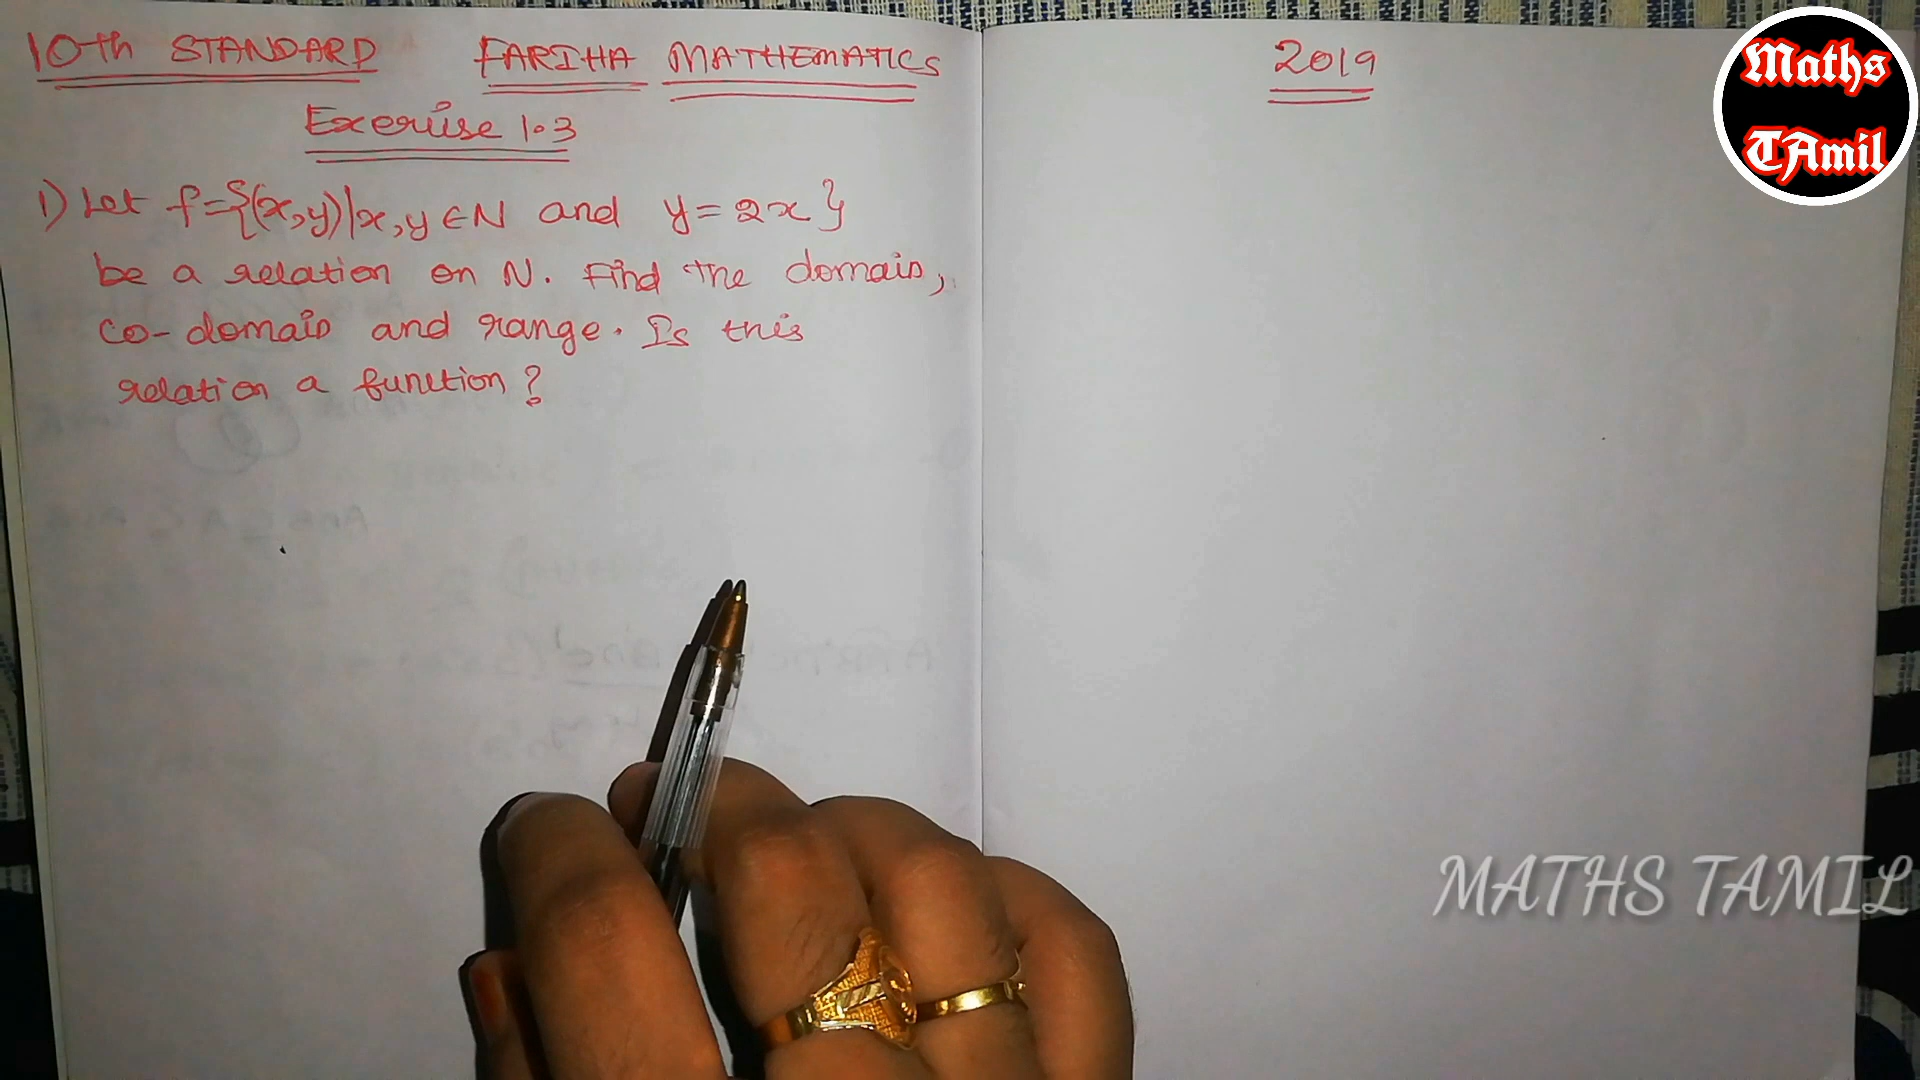 10th STANDARD FARIHA MATHEMATICS
Exercise 1.3
1) Let f={(x,y)|x,y∈N and y=2x}
be a relation on N. Find the domain,
co-domain and range. Is this
relation a function?
2019
Maths
TAmil
MATHS TAMIL